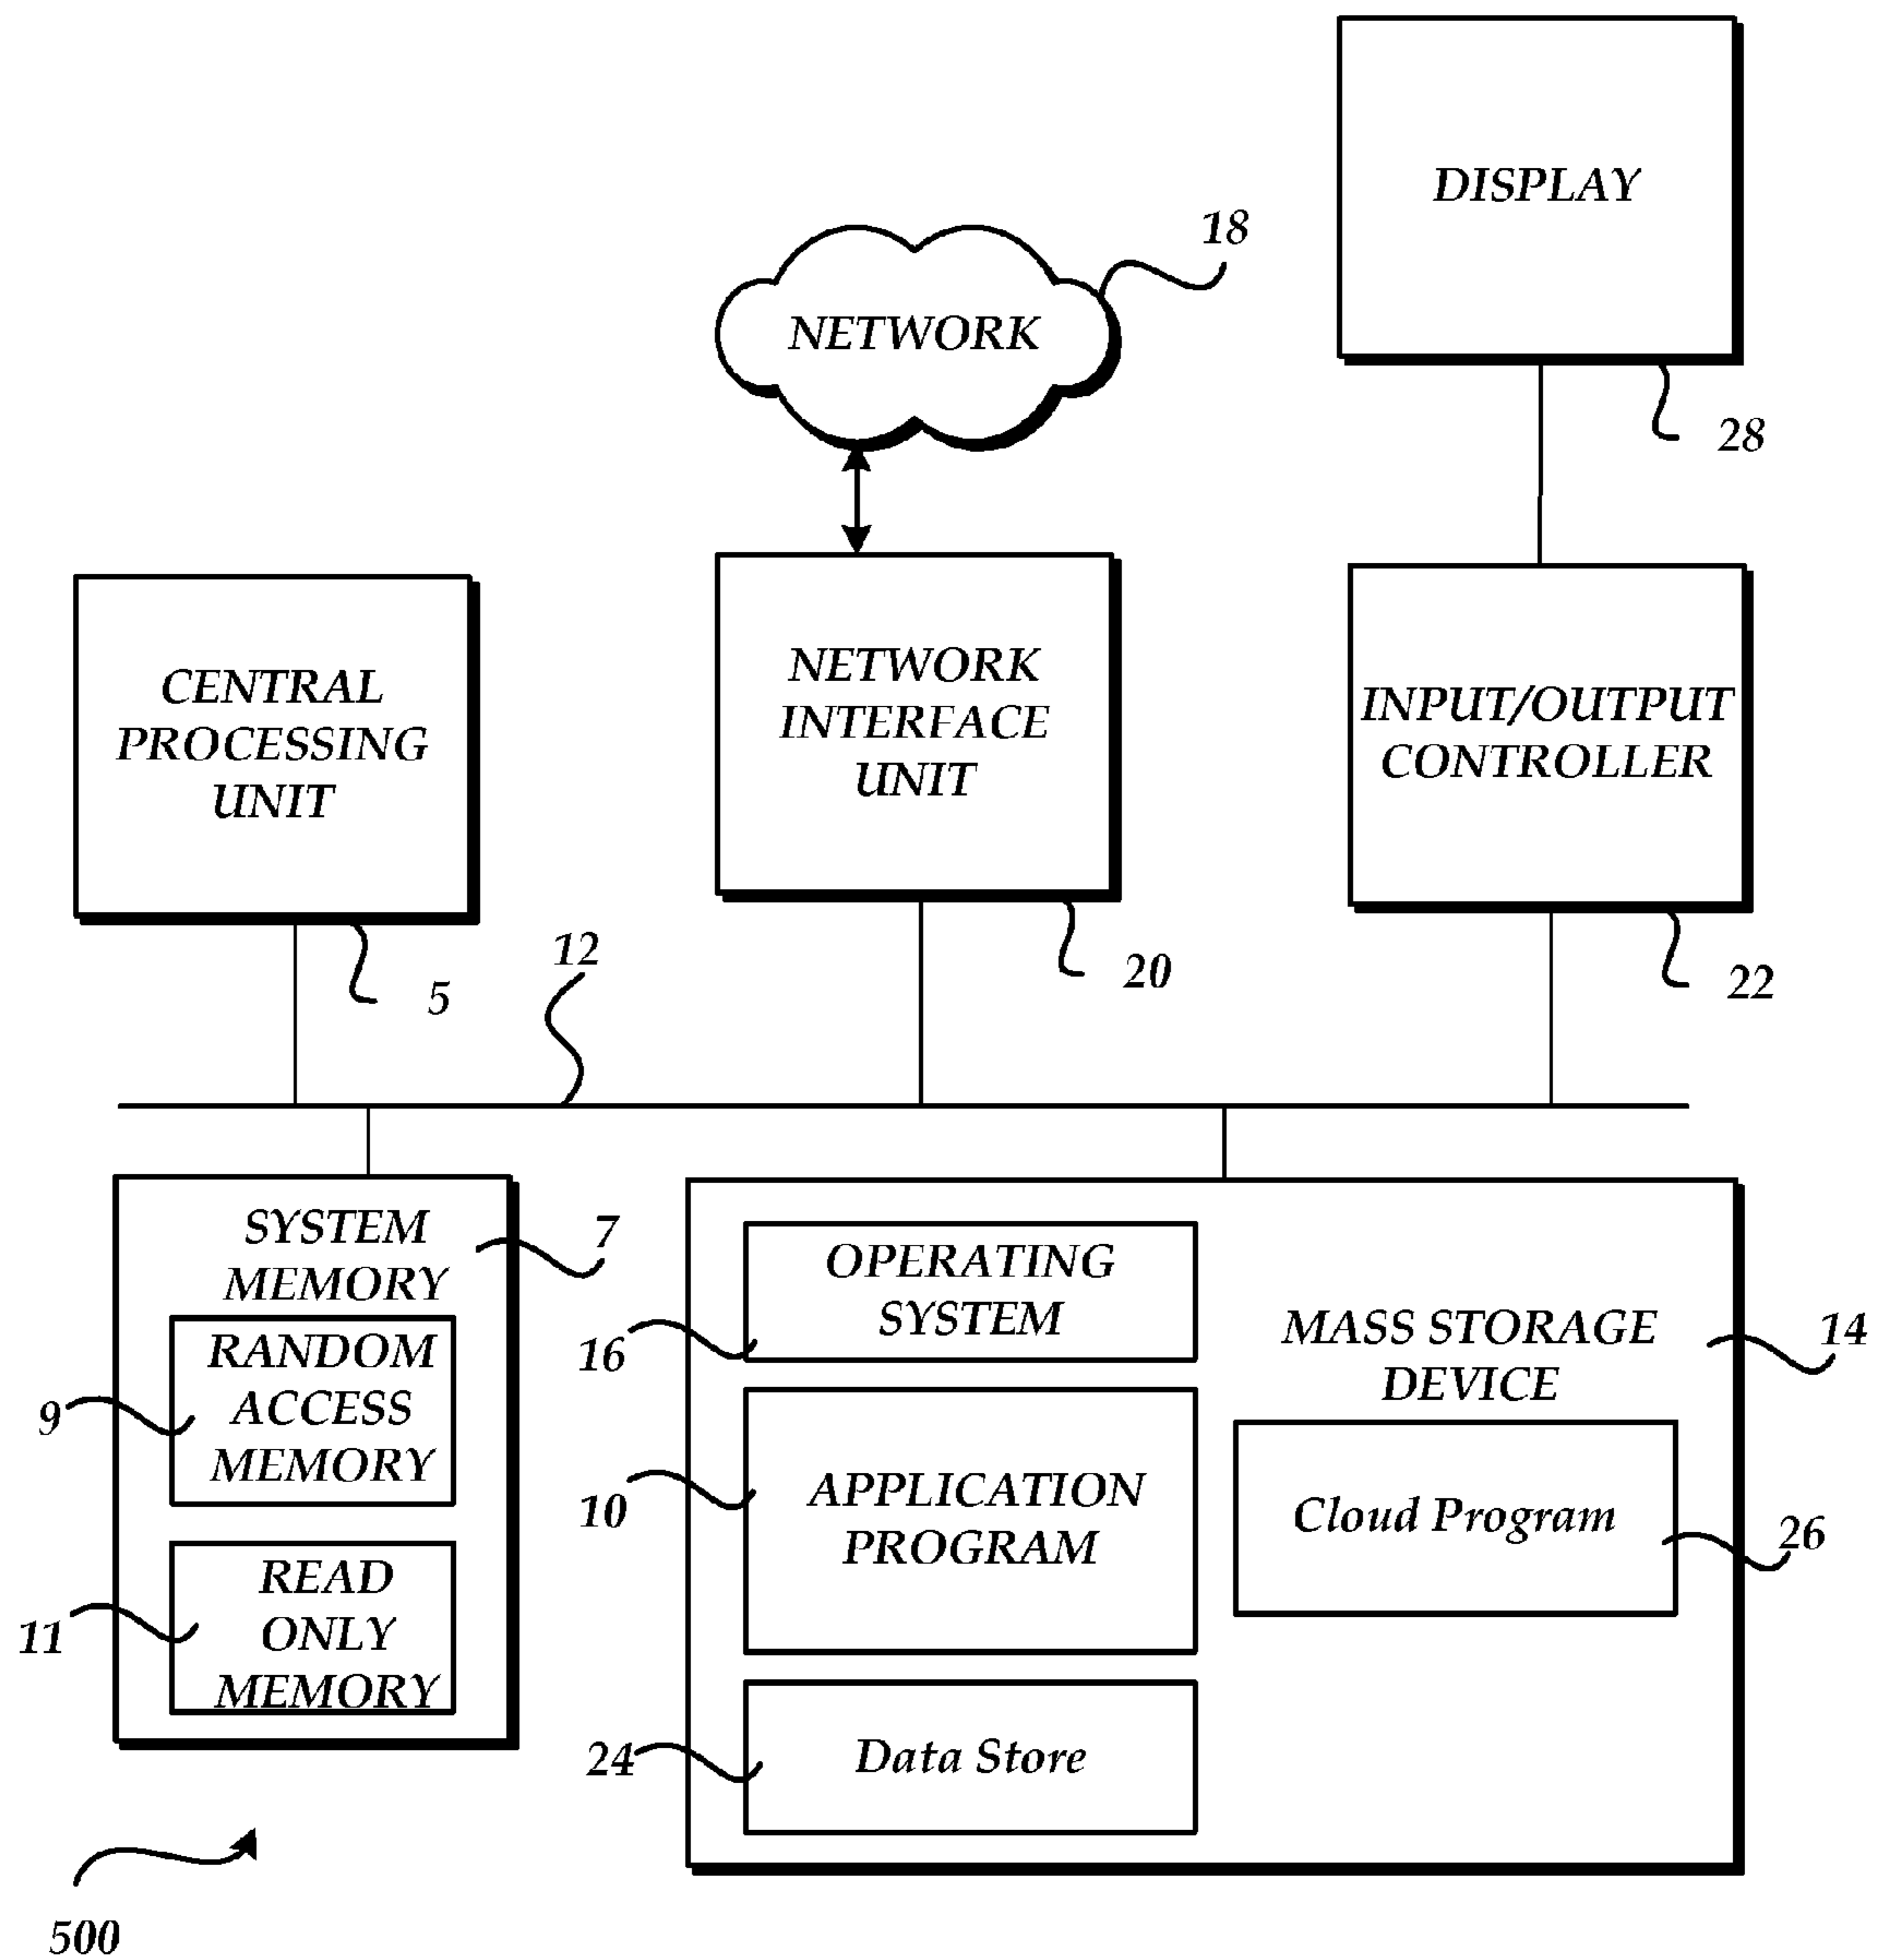 DISPLAY
28
18
NETWORK
CENTRAL
PROCESSING
UNIT
5
NETWORK
INTERFACE
UNIT
20
INPUT/OUTPUT
CONTROLLER
22
12
SYSTEM
MEMORY
7
RANDOM
ACCESS
MEMORY
9
READ
ONLY
MEMORY
11
OPERATING
SYSTEM
16
MASS STORAGE
DEVICE
14
APPLICATION
PROGRAM
10
Cloud Program
26
Data Store
24
500